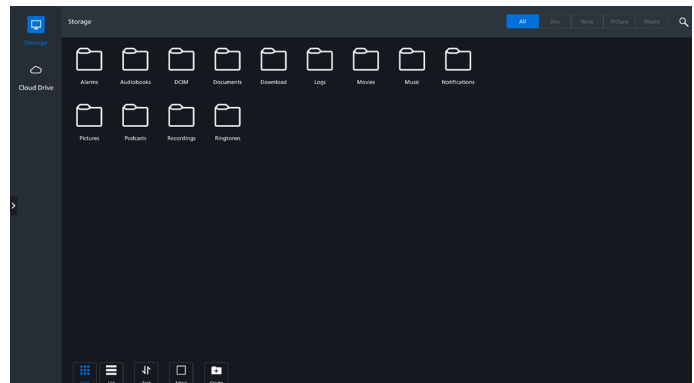 Storage
All Doc Note Picture Media
Storage
Cloud Drive
Alarms Audiobooks DCIM Documents Download Logs Movies Music Notifications
Pictures Podcasts Recordings Ringtones